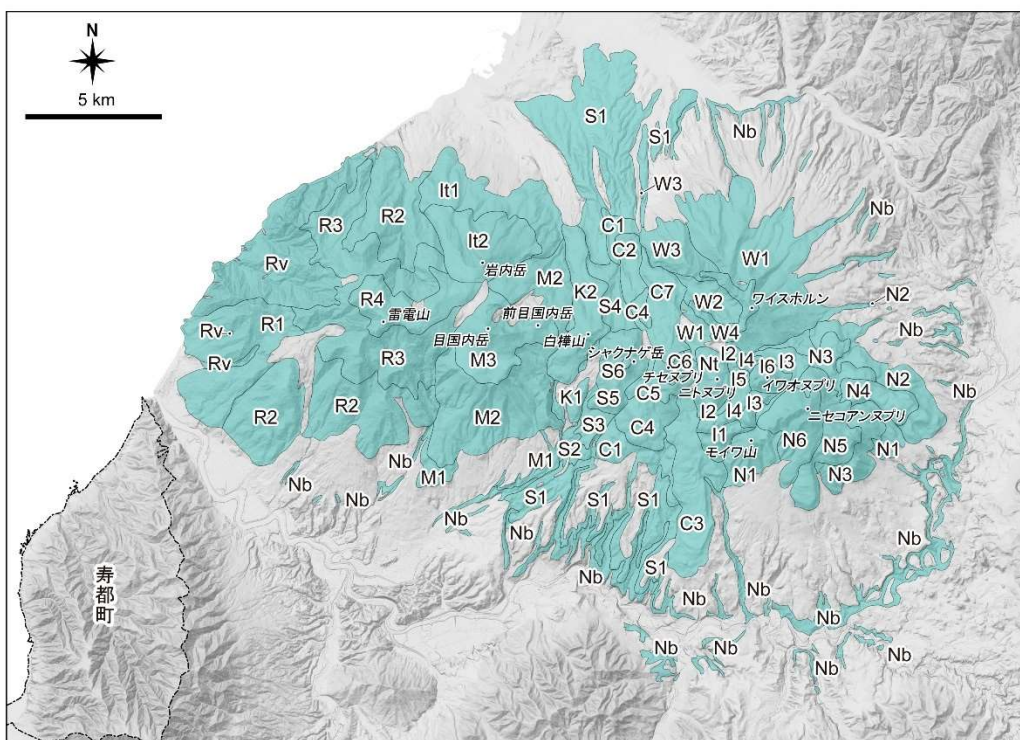 N
5 km
S1
S1
Nb
W3
It1
R2
R3
It2
岩内岳
C1
C2
W3
W1
Nb
Rv
M2
K2
C7
R4
雷電山
前目国内岳
S4
C4
W2
ワイスホルン
N2
Rv
R1
目国内岳
白樺山
W1
W4
Nb
R3
M3
シャクナゲ岳
C6
Nt
I2
I4
I6
I3
N3
Rv
S6
チセヌプリ
I5
イワオヌプリ
N2
Nb
ニトヌプリ
K1
S5
C5
I2
I4
I3
N4
ニセコアンヌプリ
R2
R2
M2
S3
C4
I1
N6
N5
N1
モイワ山
S2
C1
Nb
M1
M1
N1
N3
Nb
Nb
S1
S1
S1
C3
Nb
Nb
Nb
S1
Nb
Nb
Nb
Nb
Nb
Nb
Nb
Nb
Nb
寿都町